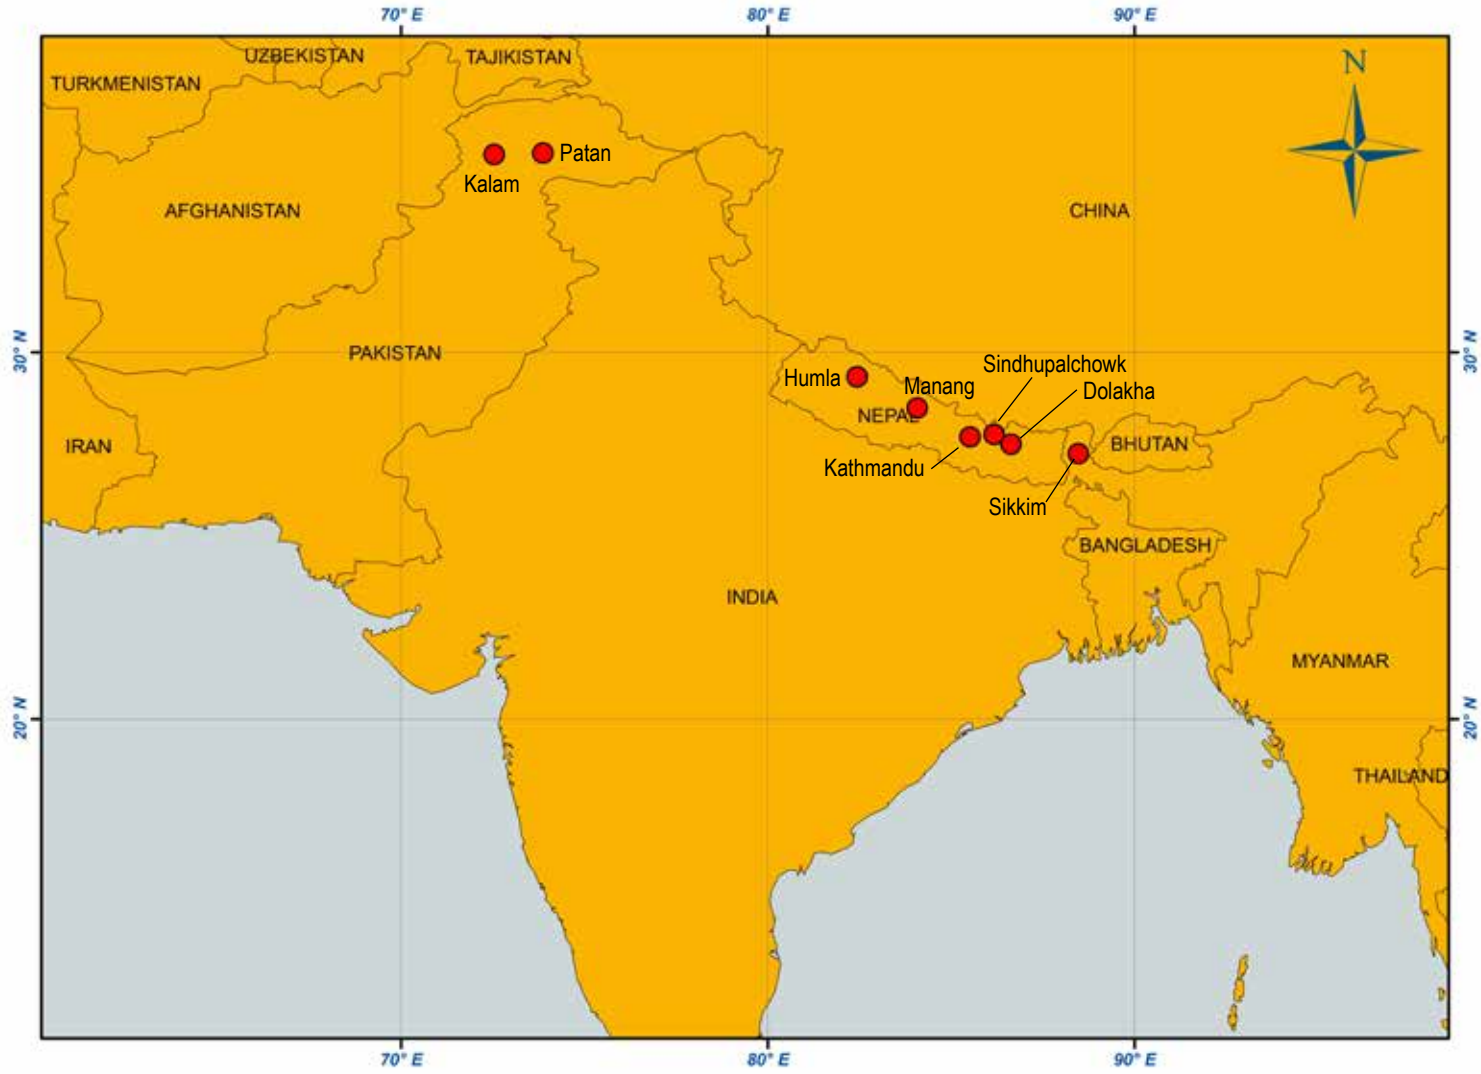 70° E
80° E
90° E
N
UZBEKISTAN
TAJIKISTAN
TURKMENISTAN
Patan
Kalam
AFGHANISTAN
CHINA
30° N
30° N
PAKISTAN
Sindhupalchowk
Humla
Manang
Dolakha
NEPAL
IRAN
BHUTAN
Kathmandu
Sikkim
BANGLADESH
INDIA
MYANMAR
20° N
20° N
THAILAND
70° E
80° E
90° E